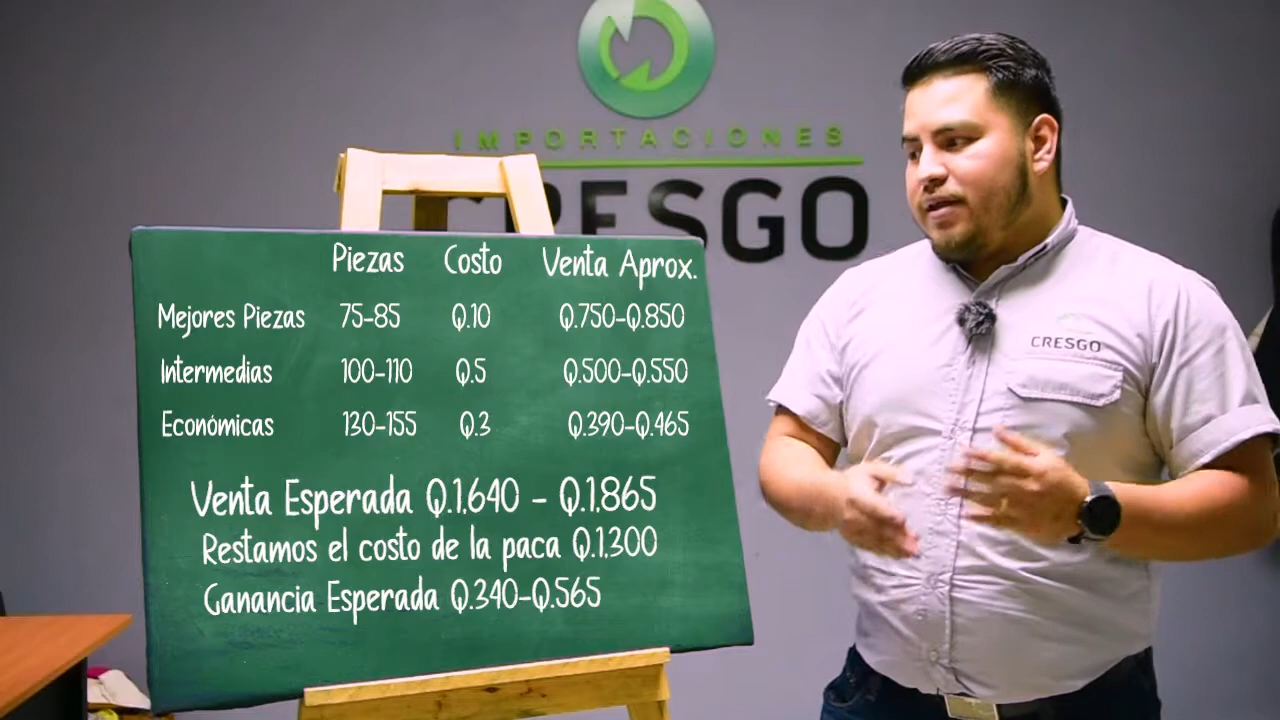 IMPORTACIONES
CRESGO
Piezas Costo Venta Aprox.
Mejores Piezas 75-85 Q.10 Q.750-Q.850
Intermedias 100-110 Q.5 Q.500-Q.550
Económicas 130-155 Q.3 Q.390-Q.465
Venta Esperada Q.1,640 - Q.1,865
Restamos el costo de la paca Q.1,300
Ganancia Esperada Q.340-Q.565
CRESGO